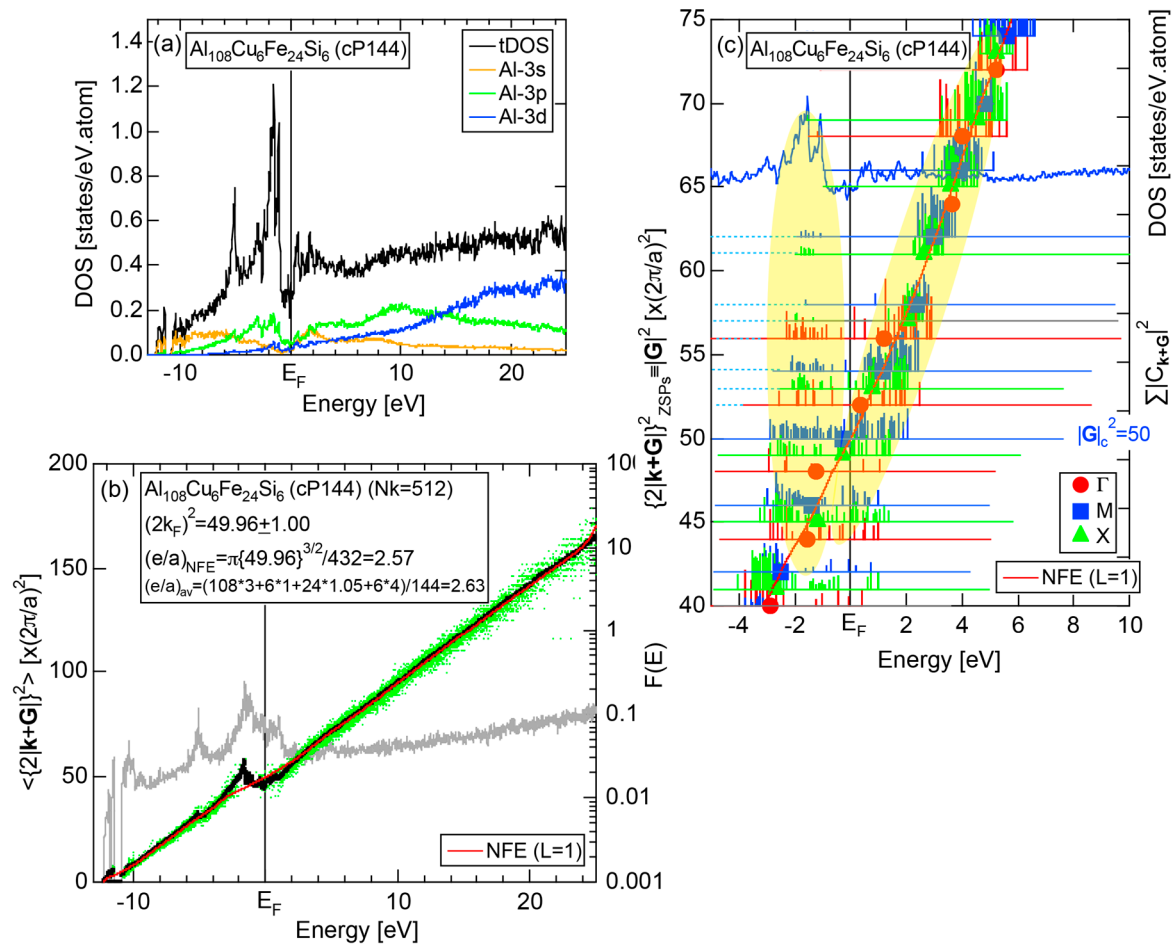 (a)
Al108Cu6Fe24Si6 (cP144)
tDOS
Al-3s
Al-3p
Al-3d
1.4
1.2
1.0
0.8
0.6
0.4
0.2
0.0
DOS [states/eV.atom]
-10
EF
10
20
Energy [eV]
(b)
Al108Cu6Fe24Si6 (cP144) (Nk=512)
(2kF)²=49.96±1.00
(e/a)NFE=π{49.96}3/2/432=2.57
(e/a)av=(108*3+6*1+24*1.05+6*4)/144=2.63
200
150
100
50
0
<{2|k+G|}²> [x(2π/a)²]
100
10
1
0.1
0.01
0.001
F(E)
NFE (L=1)
-10
EF
10
20
Energy [eV]
(c)
Al108Cu6Fe24Si6 (cP144)
75
70
65
60
55
50
45
40
{2|k+G|}²ZSPs≡|G|² [x(2π/a)²]
DOS [states/eV.atom]
Σ|Ck+G|²
|G|c²=50
Γ
M
X
NFE (L=1)
-4
-2
EF
2
4
6
8
10
Energy [eV]